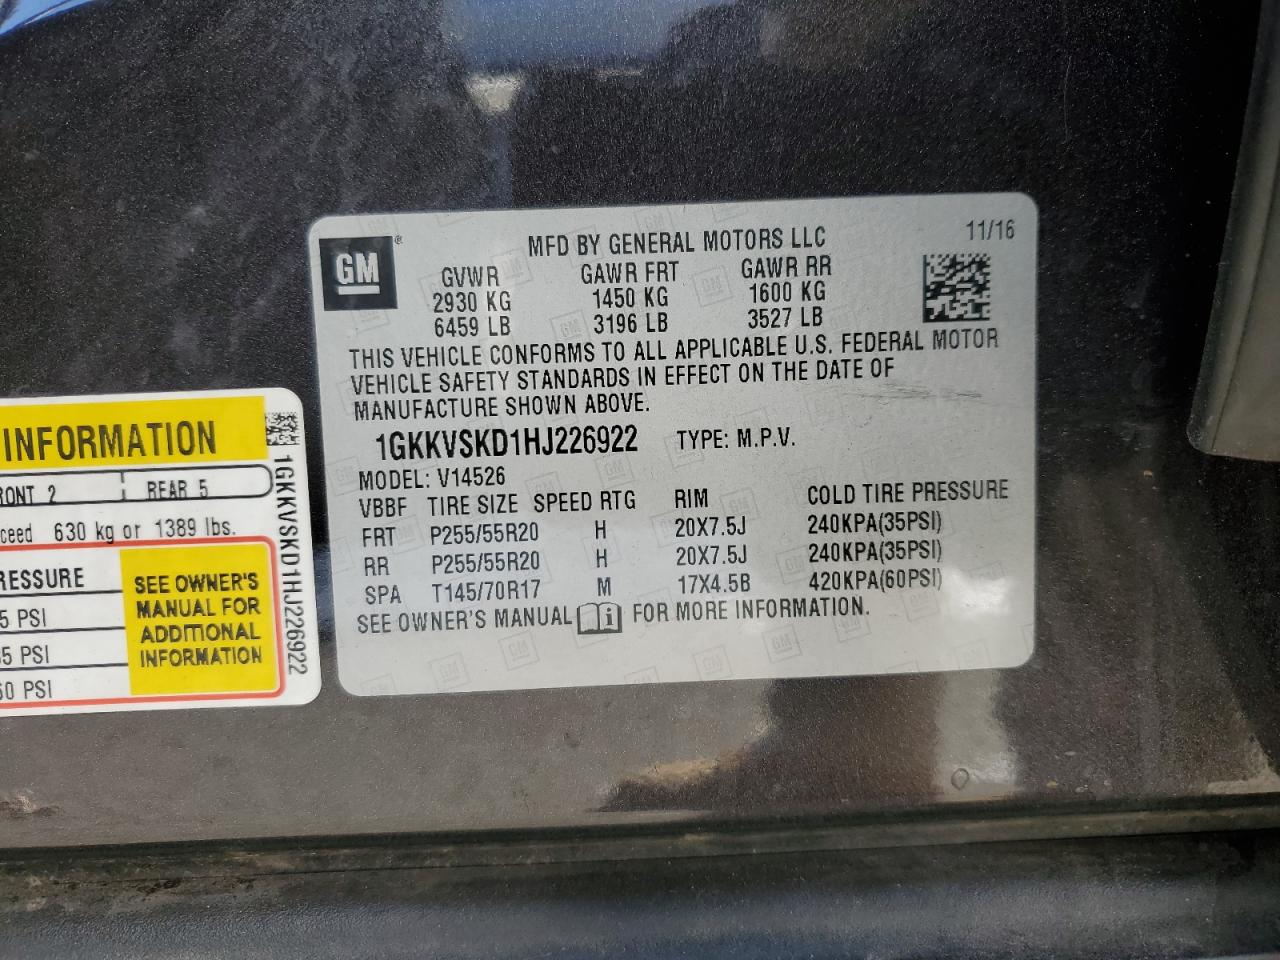 GM
®
MFD BY GENERAL MOTORS LLC
11/16
GVWR GAWR FRT GAWR RR
2930 KG 1450 KG 1600 KG
6459 LB 3196 LB 3527 LB
THIS VEHICLE CONFORMS TO ALL APPLICABLE U.S. FEDERAL MOTOR
VEHICLE SAFETY STANDARDS IN EFFECT ON THE DATE OF
MANUFACTURE SHOWN ABOVE.
1GKKVSKD1HJ226922 TYPE: M.P.V.
MODEL: V14526
VBBF TIRE SIZE SPEED RTG RIM COLD TIRE PRESSURE
FRT P255/55R20 H 20X7.5J 240KPA(35PSI)
RR P255/55R20 H 20X7.5J 240KPA(35PSI)
SPA T145/70R17 M 17X4.5B 420KPA(60PSI)
SEE OWNER'S MANUAL FOR MORE INFORMATION.
INFORMATION
RONT 2 REAR 5
ceed 630 kg or 1389 lbs.
RESSURE
5 PSI
35 PSI
60 PSI
SEE OWNER'S
MANUAL FOR
ADDITIONAL
INFORMATION
1GKKVSKD1HJ226922